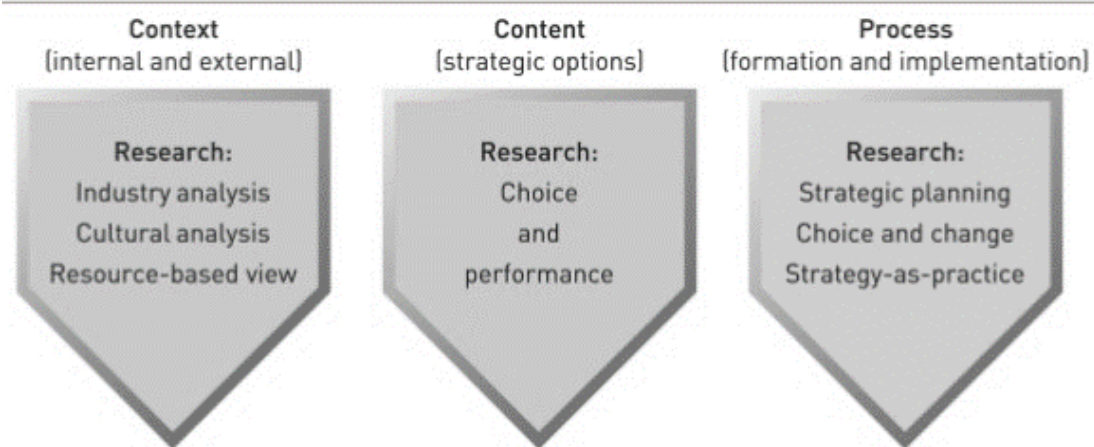 Context
(internal and external)
Research:
Industry analysis
Cultural analysis
Resource-based view
Content
(strategic options)
Research:
Choice
and
performance
Process
(formation and implementation)
Research:
Strategic planning
Choice and change
Strategy-as-practice